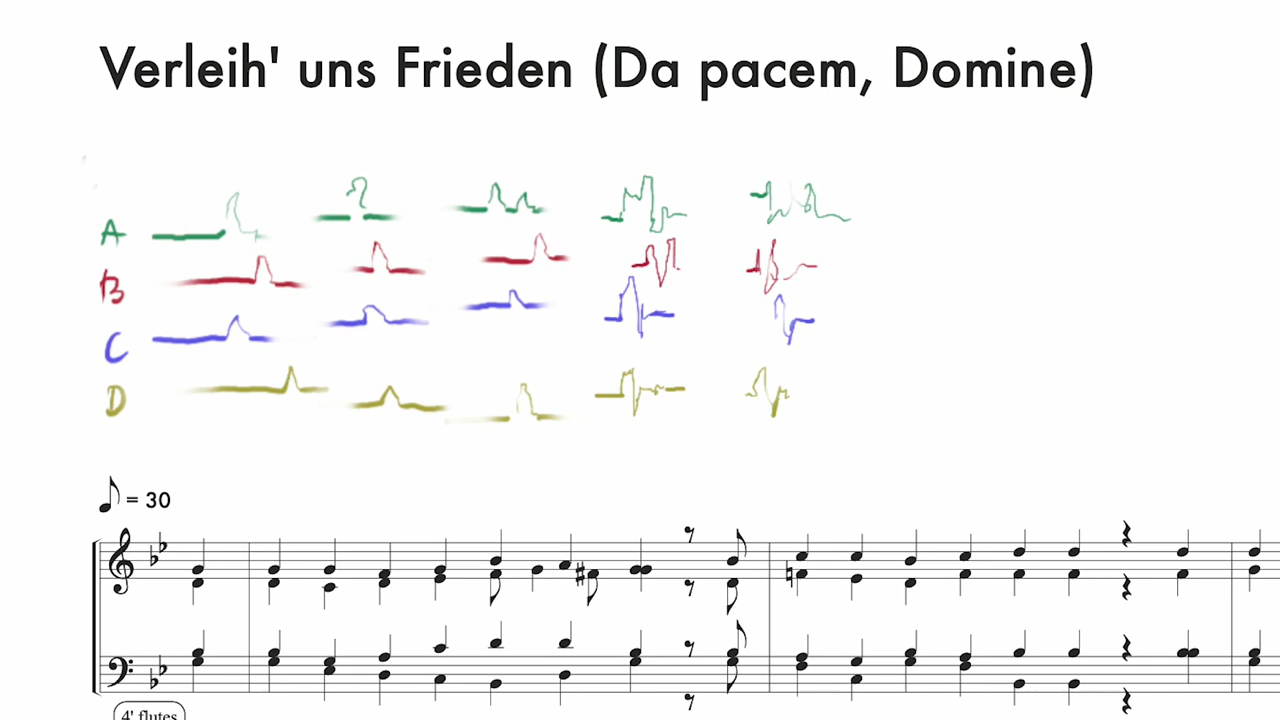 Verleih' uns Frieden (Da pacem, Domine)
A
B
C
D
= 30
4' flutes